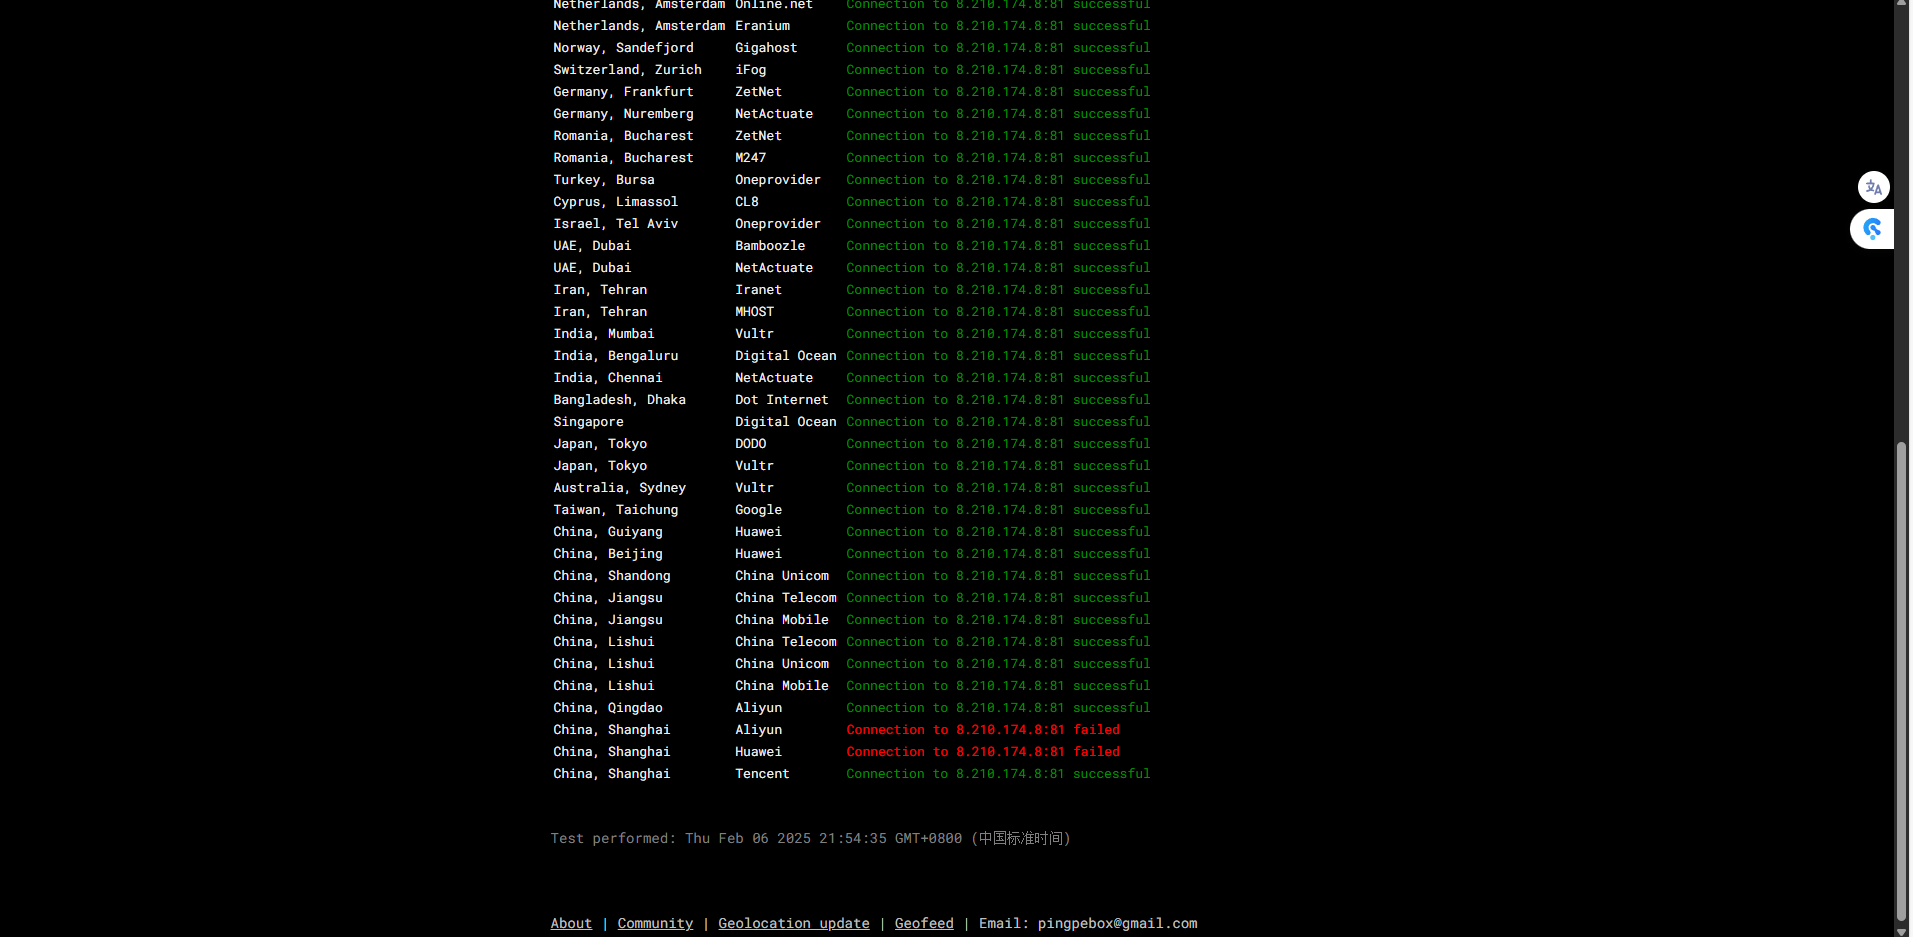 Netherlands, Amsterdam Online.net Connection to 8.210.174.8:81 successful
Netherlands, Amsterdam Eranium Connection to 8.210.174.8:81 successful
Norway, Sandefjord Gigahost Connection to 8.210.174.8:81 successful
Switzerland, Zurich iFog Connection to 8.210.174.8:81 successful
Germany, Frankfurt ZetNet Connection to 8.210.174.8:81 successful
Germany, Nuremberg NetActuate Connection to 8.210.174.8:81 successful
Romania, Bucharest ZetNet Connection to 8.210.174.8:81 successful
Romania, Bucharest M247 Connection to 8.210.174.8:81 successful
Turkey, Bursa Oneprovider Connection to 8.210.174.8:81 successful
Cyprus, Limassol CL8 Connection to 8.210.174.8:81 successful
Israel, Tel Aviv Oneprovider Connection to 8.210.174.8:81 successful
UAE, Dubai Bamboozle Connection to 8.210.174.8:81 successful
UAE, Dubai NetActuate Connection to 8.210.174.8:81 successful
Iran, Tehran Iranet Connection to 8.210.174.8:81 successful
Iran, Tehran MHOST Connection to 8.210.174.8:81 successful
India, Mumbai Vultr Connection to 8.210.174.8:81 successful
India, Bengaluru Digital Ocean Connection to 8.210.174.8:81 successful
India, Chennai NetActuate Connection to 8.210.174.8:81 successful
Bangladesh, Dhaka Dot Internet Connection to 8.210.174.8:81 successful
Singapore Digital Ocean Connection to 8.210.174.8:81 successful
Japan, Tokyo DODO Connection to 8.210.174.8:81 successful
Japan, Tokyo Vultr Connection to 8.210.174.8:81 successful
Australia, Sydney Vultr Connection to 8.210.174.8:81 successful
Taiwan, Taichung Google Connection to 8.210.174.8:81 successful
China, Guiyang Huawei Connection to 8.210.174.8:81 successful
China, Beijing Huawei Connection to 8.210.174.8:81 successful
China, Shandong China Unicom Connection to 8.210.174.8:81 successful
China, Jiangsu China Telecom Connection to 8.210.174.8:81 successful
China, Jiangsu China Mobile Connection to 8.210.174.8:81 successful
China, Lishui China Telecom Connection to 8.210.174.8:81 successful
China, Lishui China Unicom Connection to 8.210.174.8:81 successful
China, Lishui China Mobile Connection to 8.210.174.8:81 successful
China, Qingdao Aliyun Connection to 8.210.174.8:81 successful
China, Shanghai Aliyun Connection to 8.210.174.8:81 failed
China, Shanghai Huawei Connection to 8.210.174.8:81 failed
China, Shanghai Tencent Connection to 8.210.174.8:81 successful
Test performed: Thu Feb 06 2025 21:54:35 GMT+0800 (中国标准时间)
About | Community | Geolocation update | Geofeed | Email: pingpebox@gmail.com